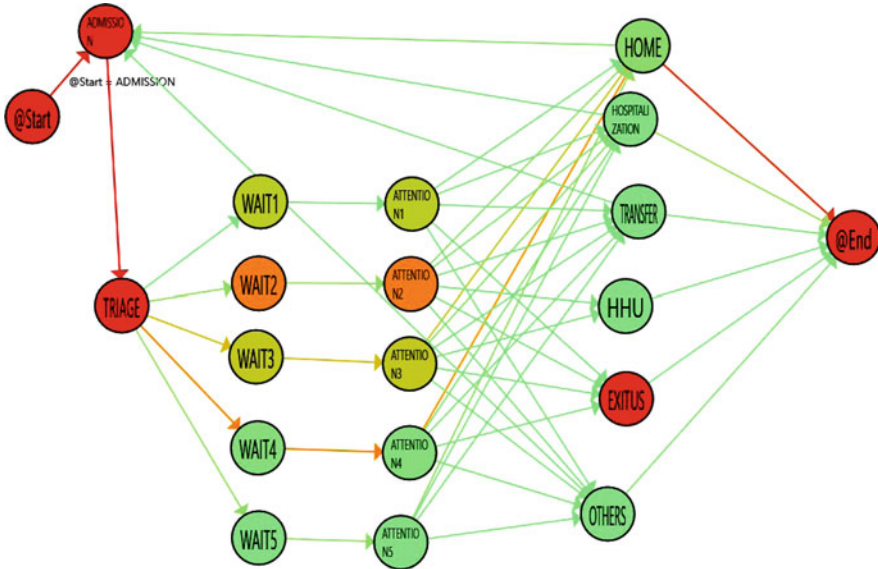 ADMISSIO
N
@Start = ADMISSION
@Start
HOME
HOSPITALI
ZATION
WAIT1
ATTENTIO
N1
TRANSFER
@End
WAIT2
ATTENTIO
N2
TRIAGE
HHU
WAIT3
ATTENTIO
N3
EXITUS
WAIT4
ATTENTIO
N4
OTHERS
WAIT5
ATTENTIO
N5